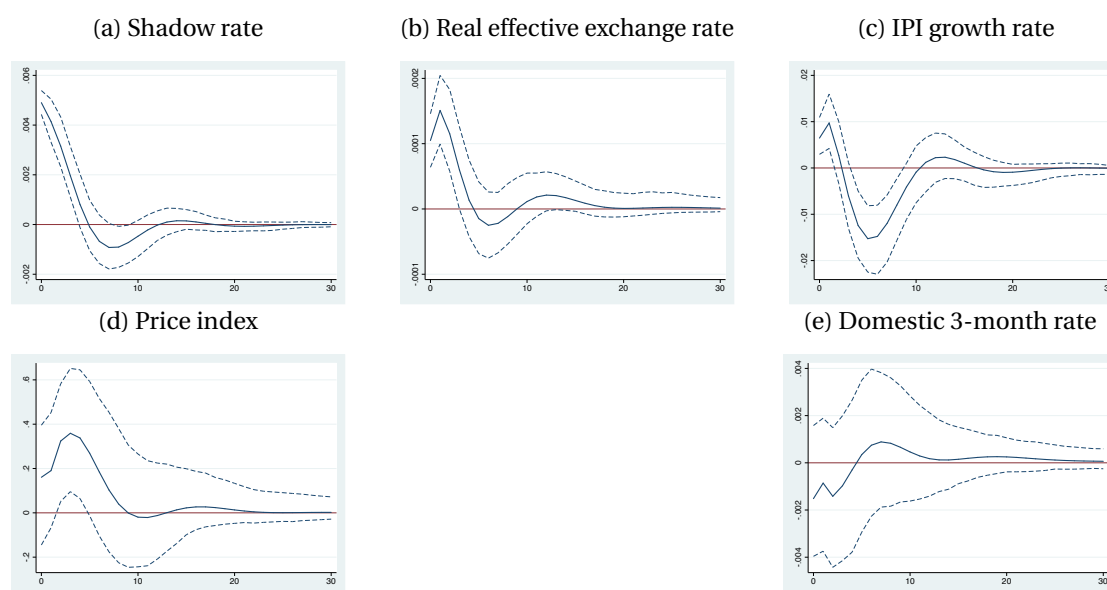 (a) Shadow rate
(b) Real effective exchange rate
(c) IPI growth rate
.006
.004
.002
0
-.002
0 10 20 30
.0002
.0001
0
-.0001
0 10 20 30
.02
.01
0
-.01
-.02
0 10 20 30
(d) Price index
(e) Domestic 3-month rate
.6
.4
.2
0
-.2
0 10 20 30
.004
.002
0
-.002
-.004
0 10 20 30